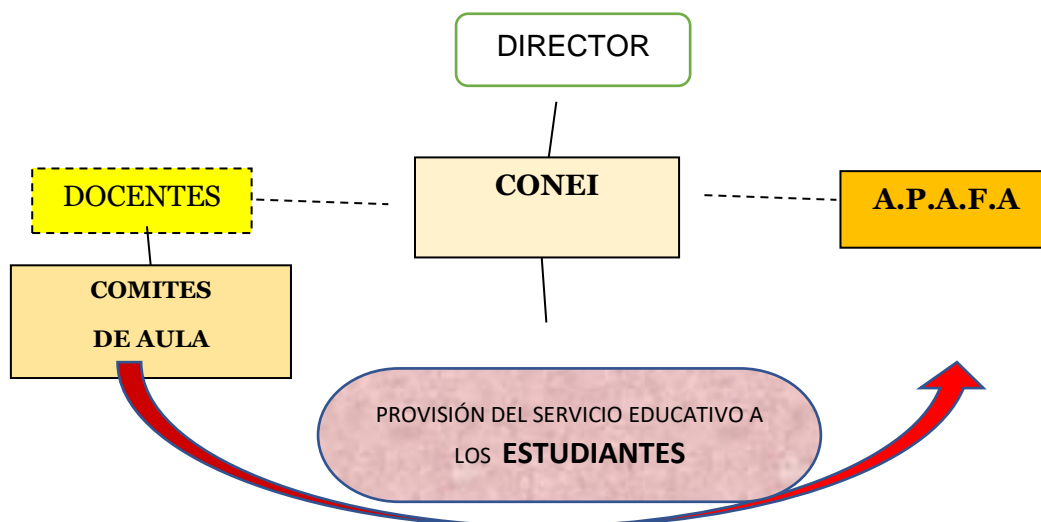 DIRECTOR
DOCENTES
CONEI
A.P.A.F.A
COMITES
DE AULA
PROVISIÓN DEL SERVICIO EDUCATIVO A
LOS ESTUDIANTES